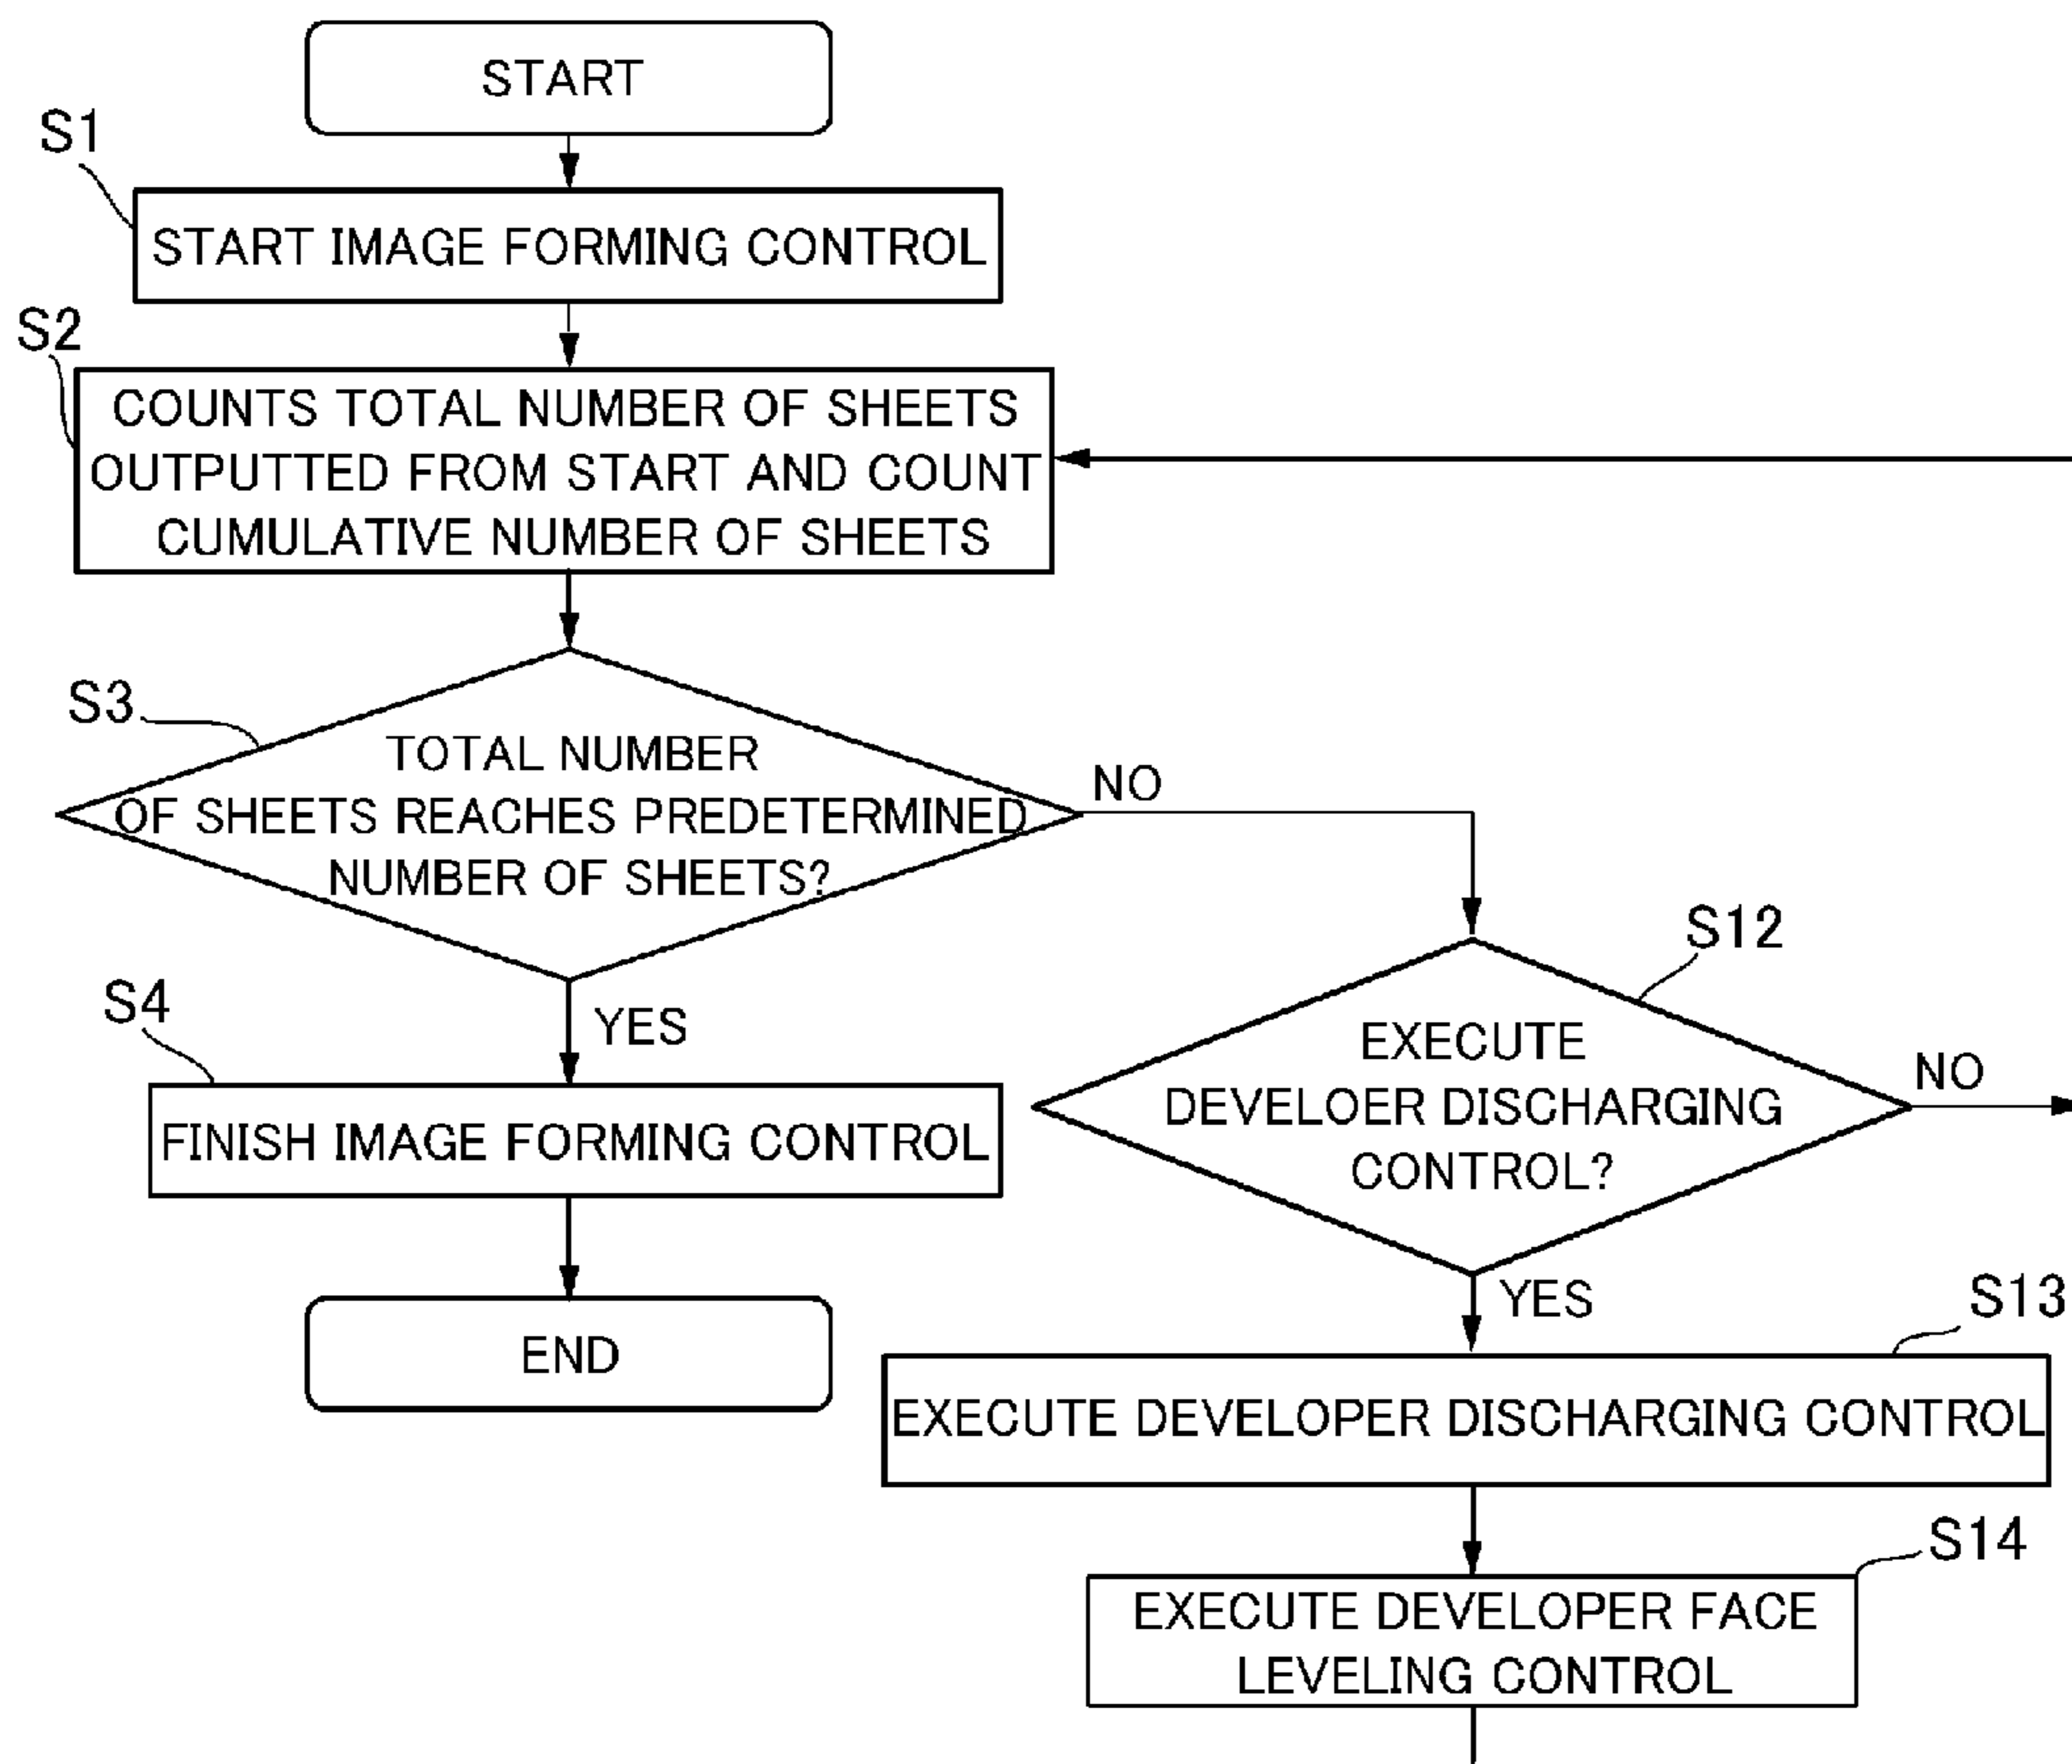 START
S1
START IMAGE FORMING CONTROL
S2
COUNTS TOTAL NUMBER OF SHEETS
OUTPUTTED FROM START AND COUNT
CUMULATIVE NUMBER OF SHEETS
S3
TOTAL NUMBER
OF SHEETS REACHES PREDETERMINED
NUMBER OF SHEETS?
NO
YES
S4
FINISH IMAGE FORMING CONTROL
END
S12
EXECUTE
DEVELOER DISCHARGING
CONTROL?
NO
YES
S13
EXECUTE DEVELOPER DISCHARGING CONTROL
S14
EXECUTE DEVELOPER FACE
LEVELING CONTROL